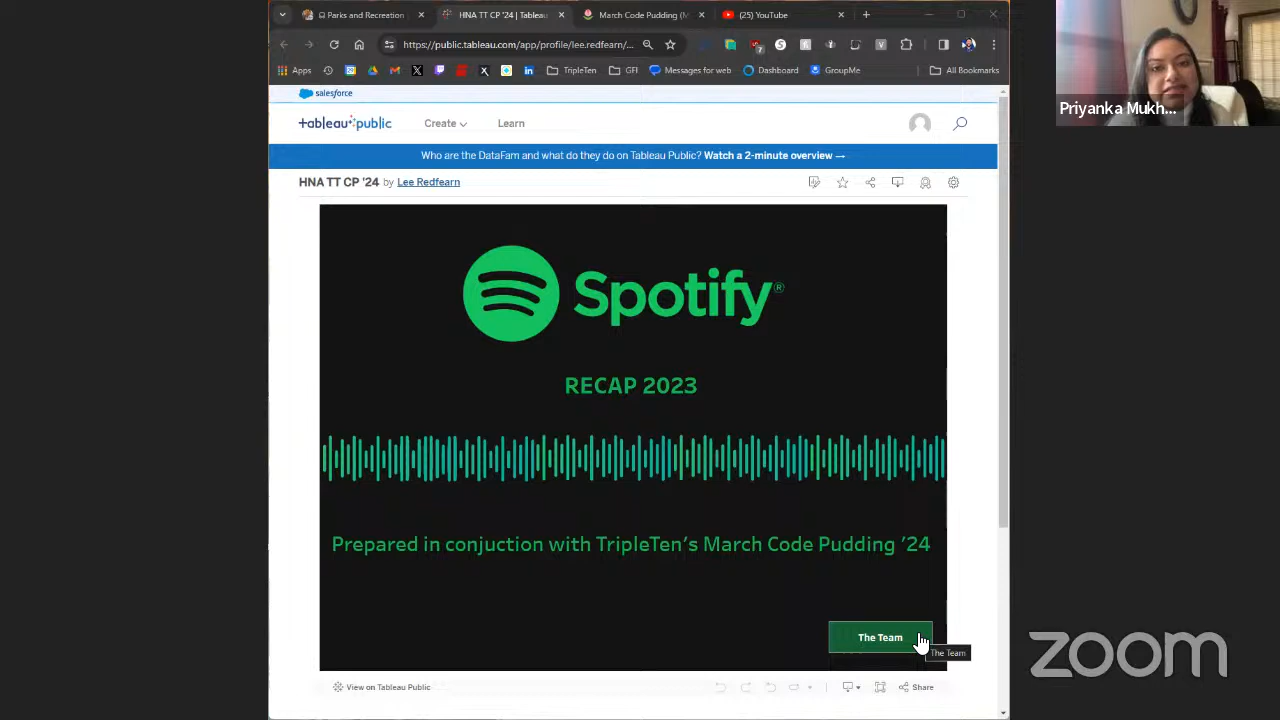 Parks and Recreation
HNA TT CP '24 | Tableau
March Code Pudding (M
(25) YouTube
https://public.tableau.com/app/profile/lee.redfearn/...
Apps
TripleTen
GFI
Messages for web
Dashboard
GroupMe
All Bookmarks
salesforce
Priyanka Mukh...
tableau public
Create
Learn
Who are the DataFam and what do they do on Tableau Public? Watch a 2-minute overview →
HNA TT CP '24 by Lee Redfearn
Spotify®
RECAP 2023
Prepared in conjuction with TripleTen's March Code Pudding '24
The Team
The Team
View on Tableau Public
Share
zoom